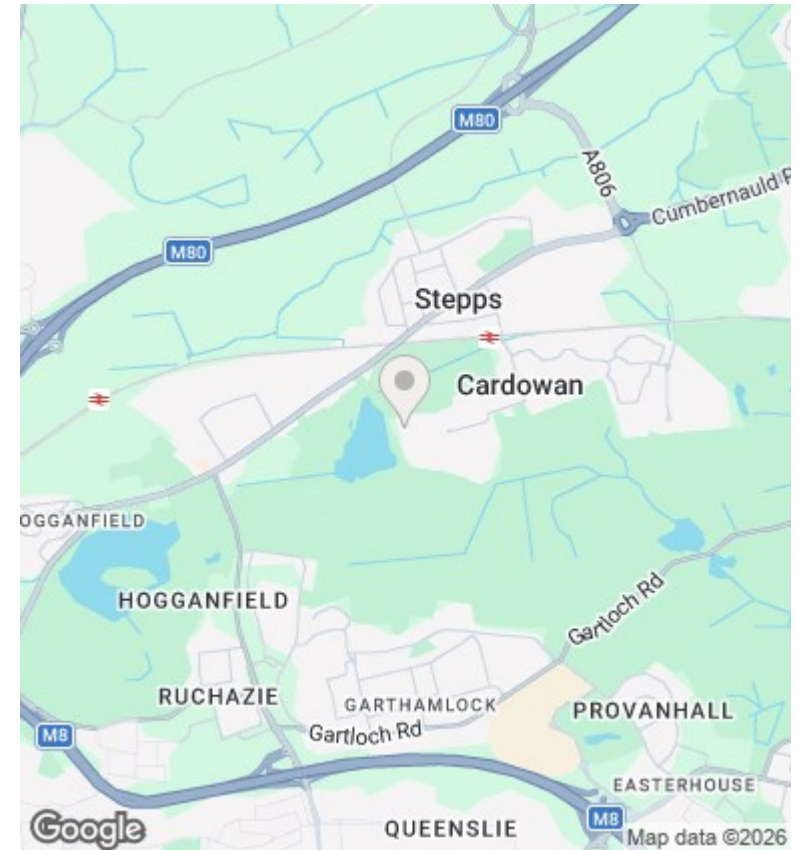 M80
A806
Cumbernauld R
M80
Stepps
Cardowan
OGGANFIELD
HOGGANFIELD
Gartloch Rd
RUCHAZIE
GARTHAMLOCK
PROVANHALL
M8
Gartloch Rd
EASTERHOUSE
QUEENSLIE
M8
Google
Map data ©2026